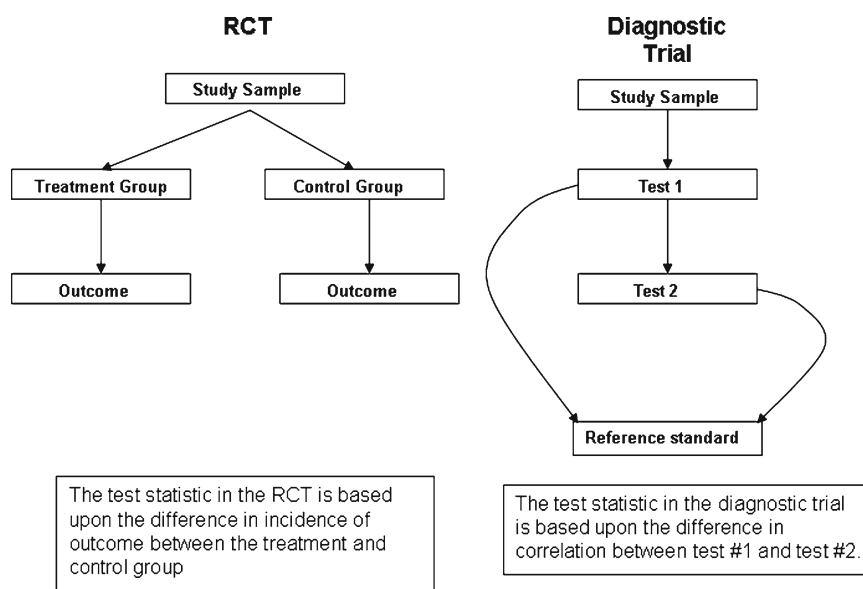 RCT
Study Sample
Treatment Group
Control Group
Outcome
Outcome
The test statistic in the RCT is based
upon the difference in incidence of
outcome between the treatment and
control group
Diagnostic
Trial
Study Sample
Test 1
Test 2
Reference standard
The test statistic in the diagnostic trial
is based upon the difference in
correlation between test #1 and test #2.